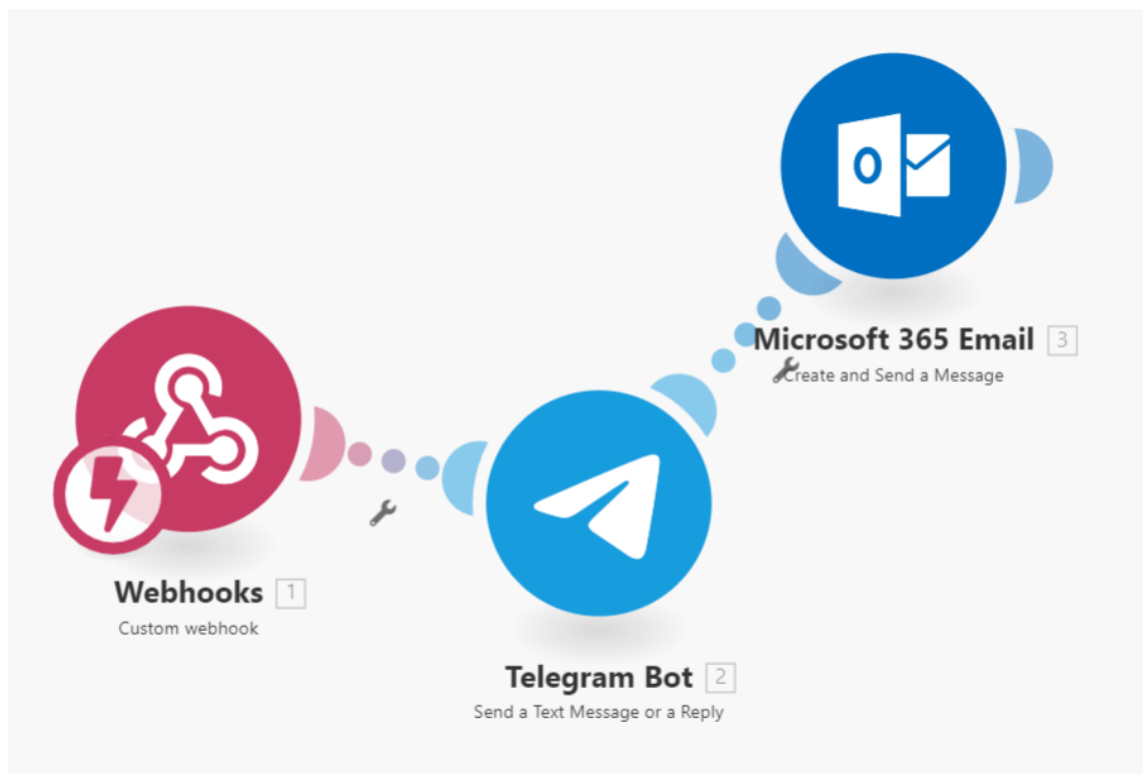 Webhooks 1
Custom webhook
Telegram Bot 2
Send a Text Message or a Reply
Microsoft 365 Email 3
Create and Send a Message